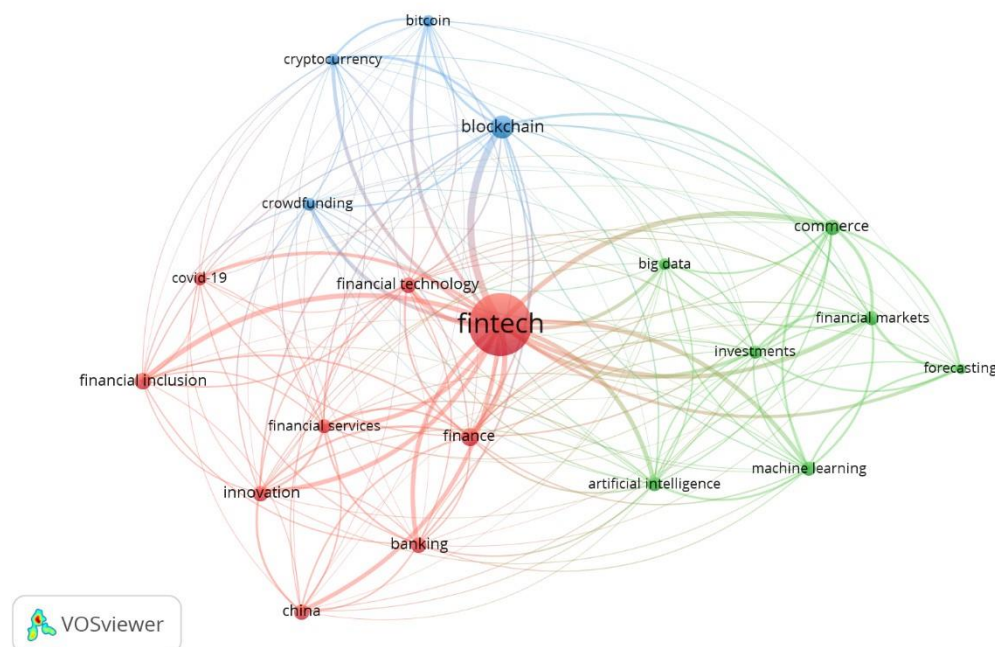 bitcoin
cryptocurrency
blockchain
crowdfunding
commerce
covid-19
big data
financial technology
fintech
financial markets
investments
forecasting
financial inclusion
financial services
finance
machine learning
artificial intelligence
innovation
banking
china
VOSviewer